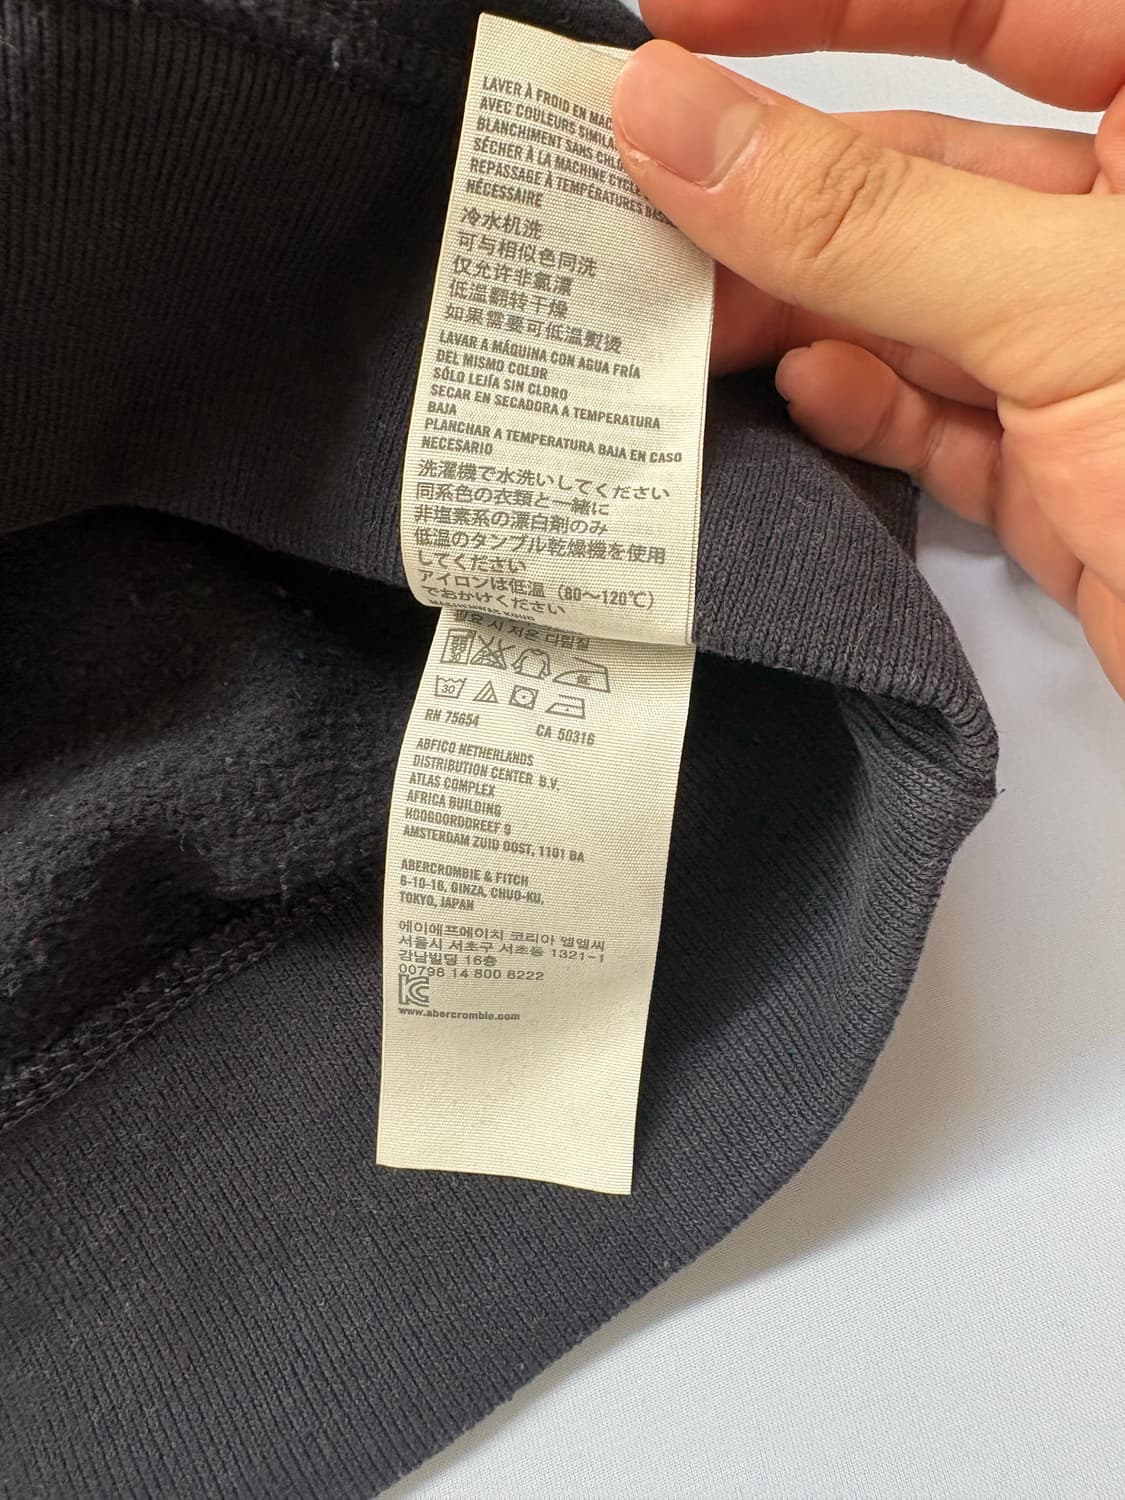 LAVER À FROID EN
AVEC COULEURS
BLANCHIMENT SANS
SÉCHER À LA MACHINE CYCLE
REPASSAGE À TEMPÉRATURES
NÉCESSAIRE
冷水机洗
可与相似色同洗
仅允许非氯漂
低温翻转干燥
如果需要可低温熨烫
LAVAR A MÁQUINA CON AGUA FRÍA
DEL MISMO COLOR
SÓLO LEJÍA SIN CLORO
SECAR EN SECADORA A TEMPERATURA
BAJA
PLANCHAR A TEMPERATURA BAJA EN CASO
NECESARIO
洗濯機で水洗いしてください
同系色の衣類と一緒に
非塩素系の漂白剤のみ
低温のタンブル乾燥機を使用
してください
アイロンは低温（80〜120℃）
でおかけください
필요 시 저온 다림질
30
RN 75654 CA 50316
ABFICO NETHERLANDS
DISTRIBUTION CENTER B.V.
ATLAS COMPLEX
AFRICA BUILDING
HOOGOORDDREEF 9
AMSTERDAM ZUID OOST, 1101 BA
ABERCROMBIE & FITCH
6-10-16, GINZA, CHUO-KU,
TOKYO, JAPAN
에이에프에이치 코리아 엘엘씨
서울시 서초구 서초동 1321-1
강남빌딩 16층
00798 14 800 8222
www.abercrombie.com